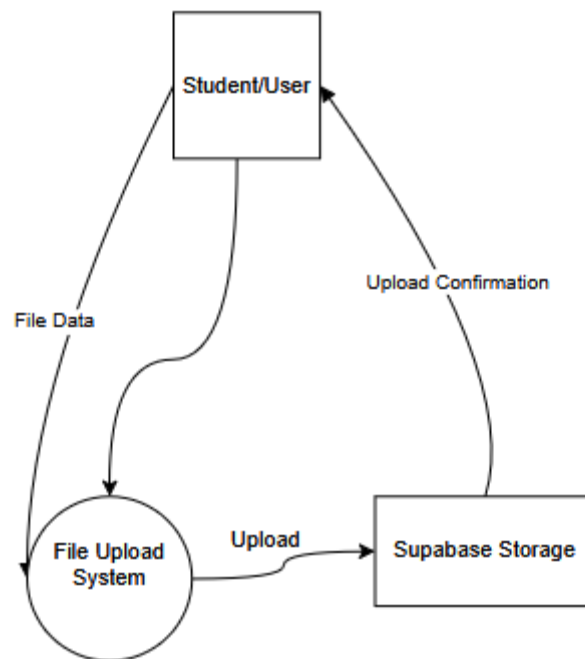 Student/User
Upload Confirmation
File Data
File Upload
System
Upload
Supabase Storage